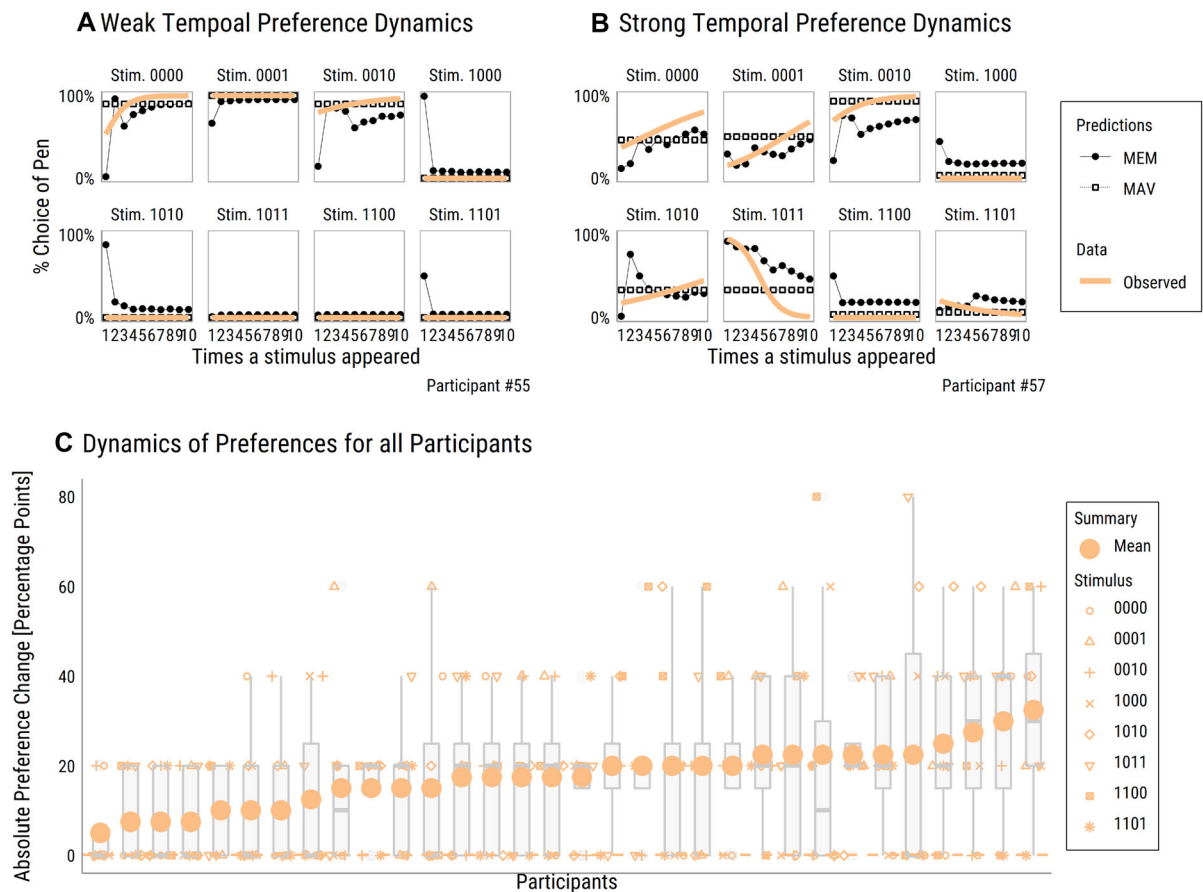 A Weak Tempoal Preference Dynamics
B Strong Temporal Preference Dynamics
Stim. 0000 Stim. 0001 Stim. 0010 Stim. 1000
Stim. 0000 Stim. 0001 Stim. 0010 Stim. 1000
100%
0%
100%
0%
Stim. 1010 Stim. 1011 Stim. 1100 Stim. 1101
Stim. 1010 Stim. 1011 Stim. 1100 Stim. 1101
100%
0%
100%
0%
% Choice of Pen
12345678910 12345678910 12345678910 12345678910
12345678910 12345678910 12345678910 12345678910
Times a stimulus appeared
Times a stimulus appeared
Participant #55
Participant #57
Predictions
MEM
MAV
Data
Observed
C Dynamics of Preferences for all Participants
Absolute Preference Change [Percentage Points]
80
60
40
20
0
Participants
Summary
Mean
Stimulus
0000
0001
0010
1000
1010
1011
1100
1101